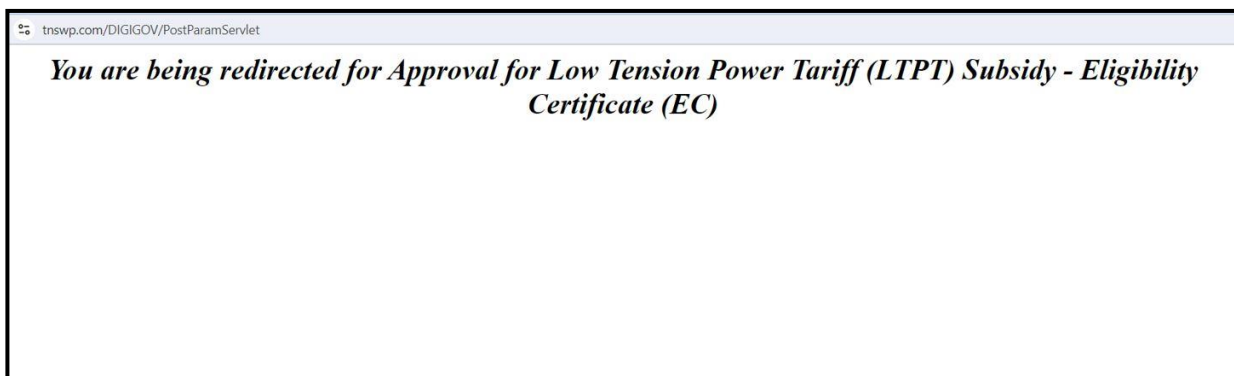 tnswp.com/DIGIGOV/PostParamServlet
You are being redirected for Approval for Low Tension Power Tariff (LTPT) Subsidy - Eligibility
Certificate (EC)